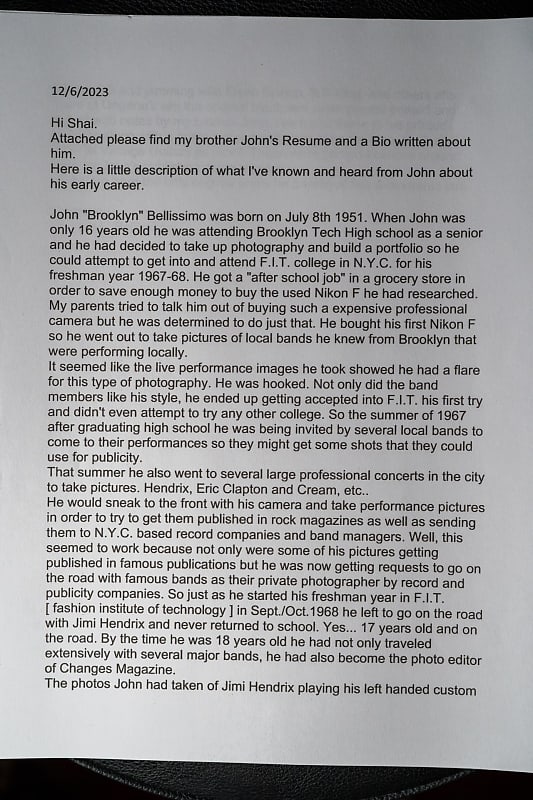 12/6/2023
Hi Shai.
Attached please find my brother John's Resume and a Bio written about
him.
Here is a little description of what I've known and heard from John about
his early career.
John "Brooklyn" Bellissimo was born on July 8th 1951. When John was
only 16 years old he was attending Brooklyn Tech High school as a senior
and he had decided to take up photography and build a portfolio so he
could attempt to get into and attend F.I.T. college in N.Y.C. for his
freshman year 1967-68. He got a "after school job" in a grocery store in
order to save enough money to buy the used Nikon F he had researched.
My parents tried to talk him out of buying such a expensive professional
camera but he was determined to do just that. He bought his first Nikon F
so he went out to take pictures of local bands he knew from Brooklyn that
were performing locally.
It seemed like the live performance images he took showed he had a flare
for this type of photography. He was hooked. Not only did the band
members like his style, he ended up getting accepted into F.I.T. his first try
and didn't even attempt to try any other college. So the summer of 1967
after graduating high school he was being invited by several local bands to
come to their performances so they might get some shots that they could
use for publicity.
That summer he also went to several large professional concerts in the city
to take pictures. Hendrix, Eric Clapton and Cream, etc..
He would sneak to the front with his camera and take performance pictures
in order to try to get them published in rock magazines as well as sending
them to N.Y.C. based record companies and band managers. Well, this
seemed to work because not only were some of his pictures getting
published in famous publications but he was now getting requests to go on
the road with famous bands as their private photographer by record and
publicity companies. So just as he started his freshman year in F.I.T.
[ fashion institute of technology ] in Sept./Oct.1968 he left to go on the road
with Jimi Hendrix and never returned to school. Yes... 17 years old and on
the road. By the time he was 18 years old he had not only traveled
extensively with several major bands, he had also become the photo editor
of Changes Magazine.
The photos John had taken of Jimi Hendrix playing his left handed custom